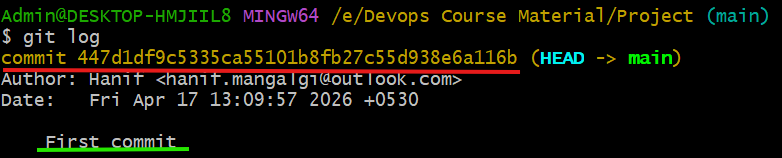 Admin@DESKTOP-HMJIIL8 MINGW64 /e/Devops Course Material/Project (main)
$ git log
commit 447d1df9c5335ca55101b8fb27c55d938e6a116b (HEAD -> main)
Author: Hanif <hanif.mangalgi@outlook.com>
Date:   Fri Apr 17 13:09:57 2026 +0530
First commit